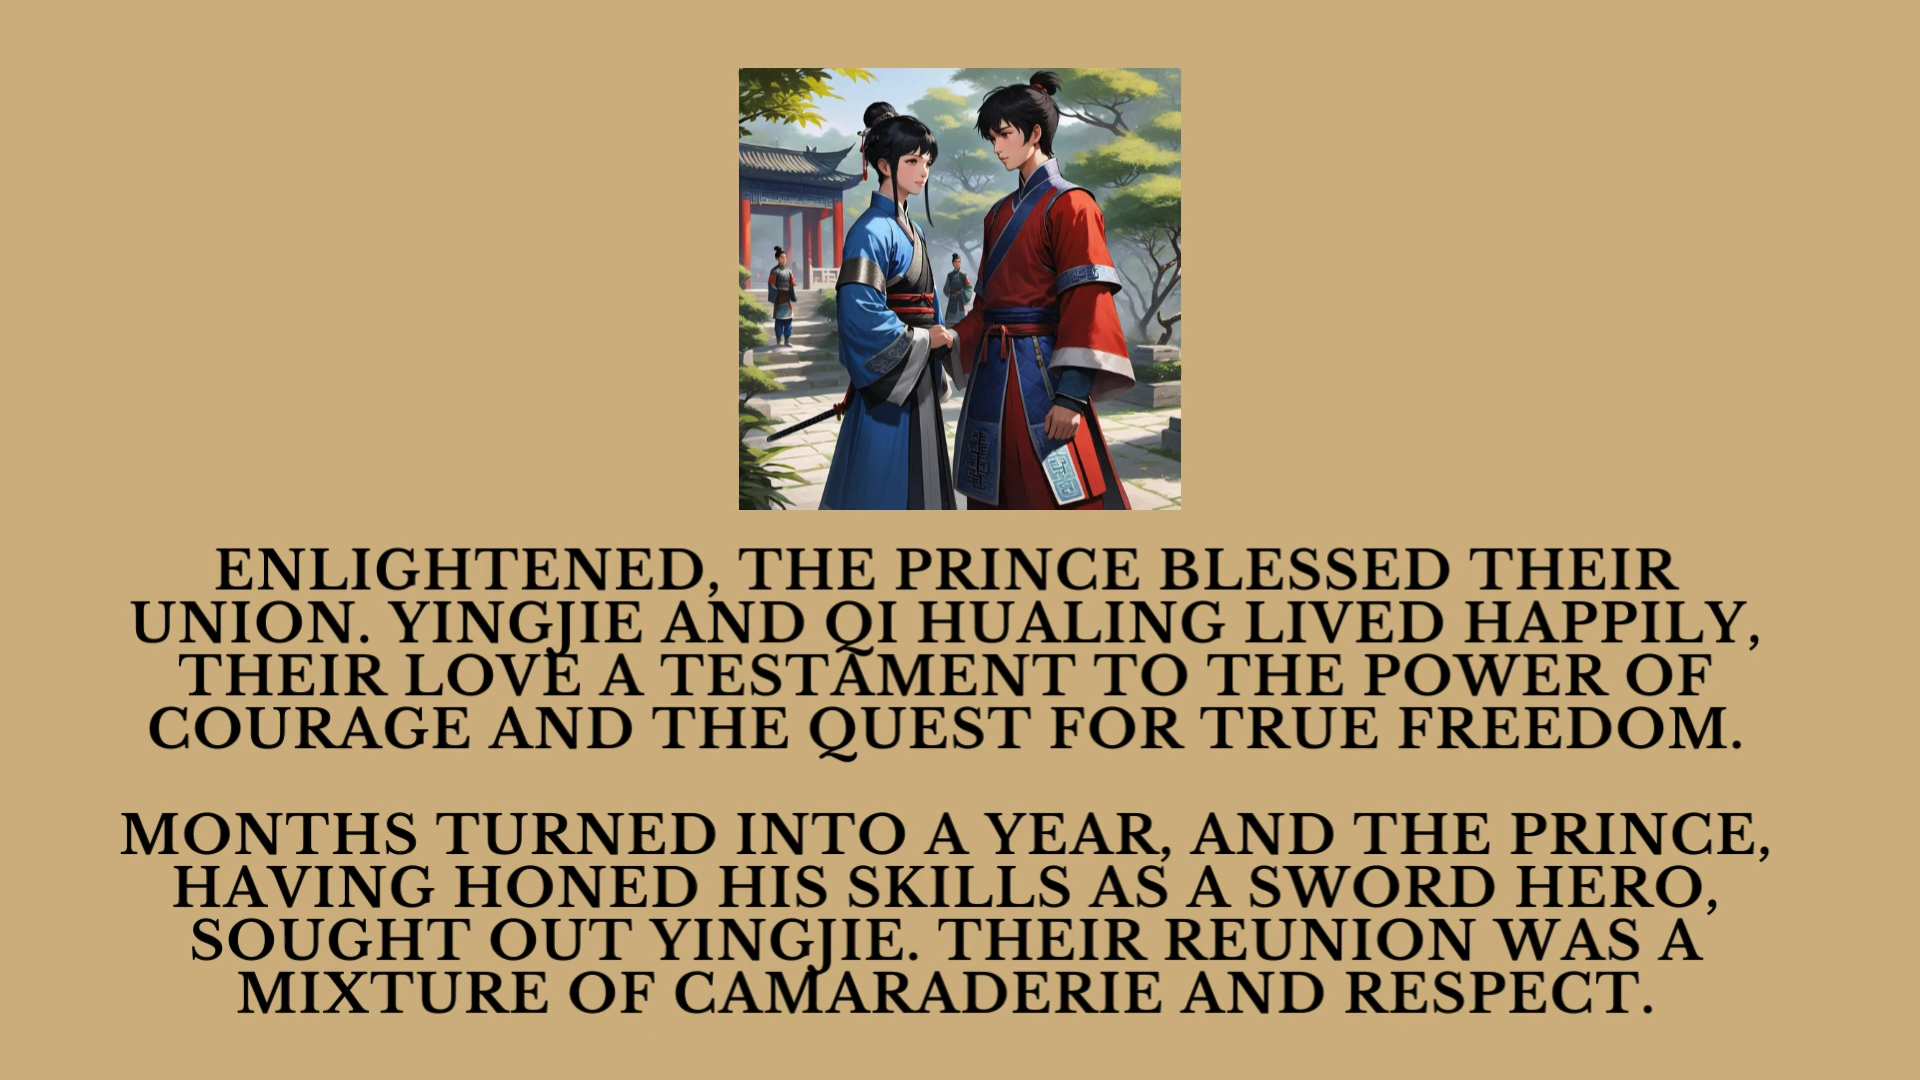 ENLIGHTENED, THE PRINCE BLESSED THEIR
UNION. YINGJIE AND QI HUALING LIVED HAPPILY,
THEIR LOVE A TESTAMENT TO THE POWER OF
COURAGE AND THE QUEST FOR TRUE FREEDOM.
MONTHS TURNED INTO A YEAR, AND THE PRINCE,
HAVING HONED HIS SKILLS AS A SWORD HERO,
SOUGHT OUT YINGJIE. THEIR REUNION WAS A
MIXTURE OF CAMARADERIE AND RESPECT.